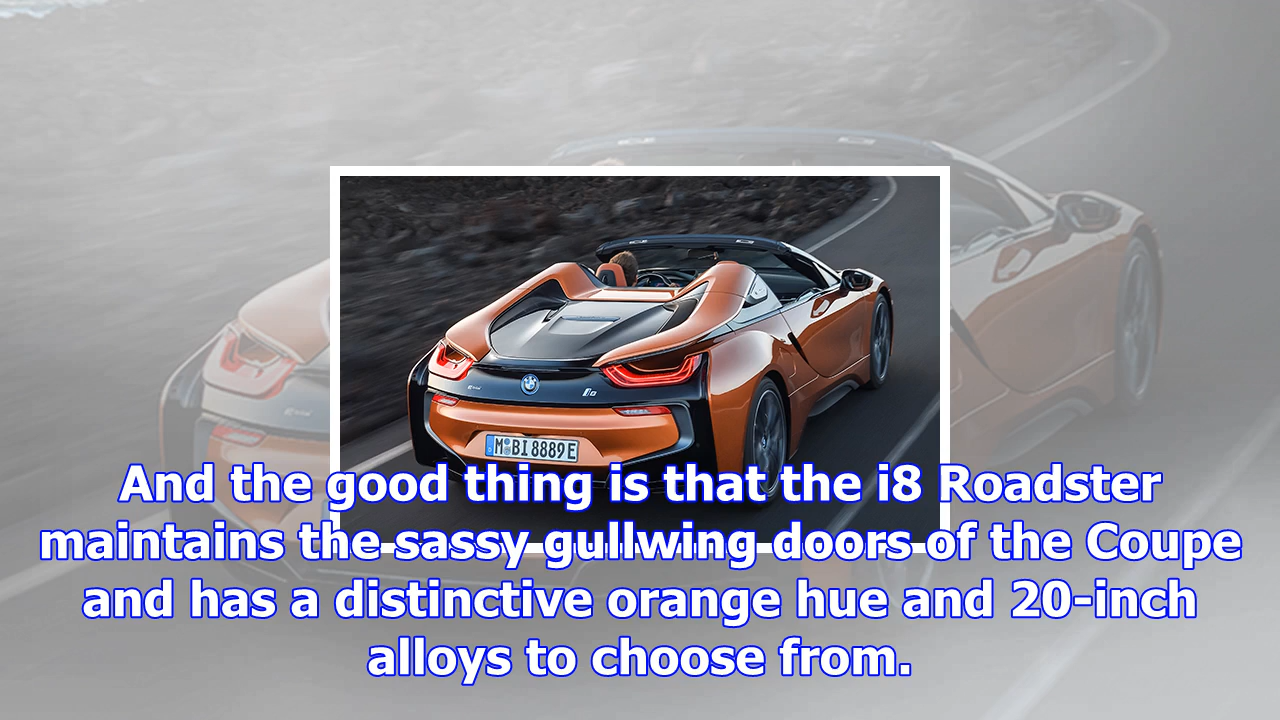 M BI 8889 E
And the good thing is that the i8 Roadster
maintains the sassy gullwing doors of the Coupe
and has a distinctive orange hue and 20-inch
alloys to choose from.